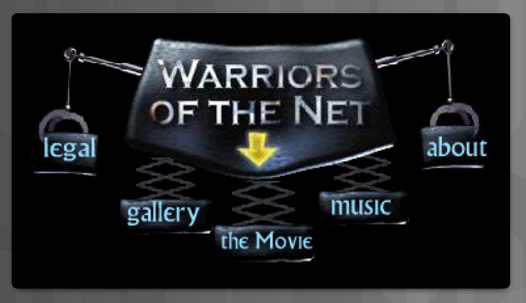 WARRIORS
OF THE NET
legal
about
gallery
the Movie
music